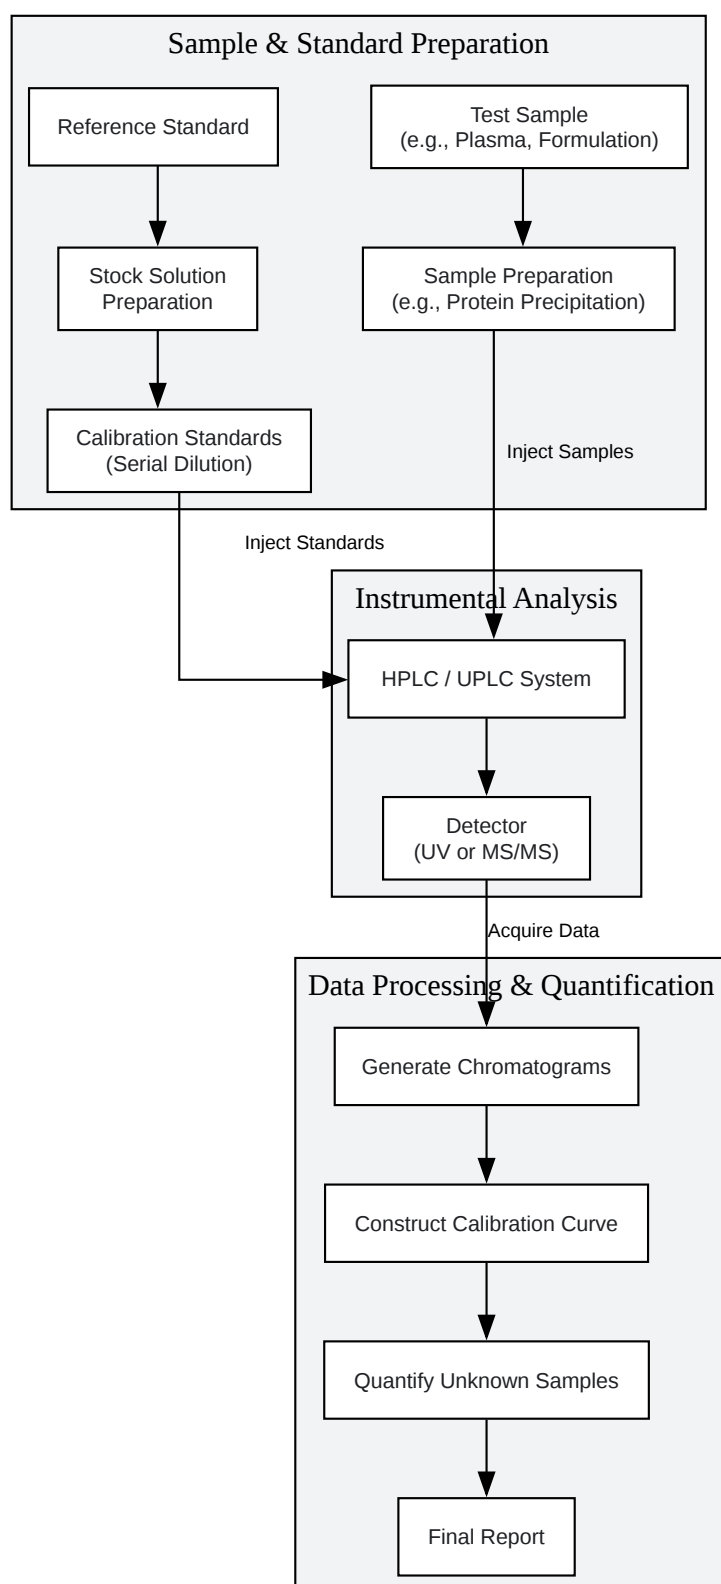 Sample & Standard Preparation
Reference Standard
Test Sample
(e.g., Plasma, Formulation)
Stock Solution
Preparation
Sample Preparation
(e.g., Protein Precipitation)
Calibration Standards
(Serial Dilution)
Inject Samples
Inject Standards
Instrumental Analysis
HPLC / UPLC System
Detector
(UV or MS/MS)
Acquire Data
Data Processing & Quantification
Generate Chromatograms
Construct Calibration Curve
Quantify Unknown Samples
Final Report